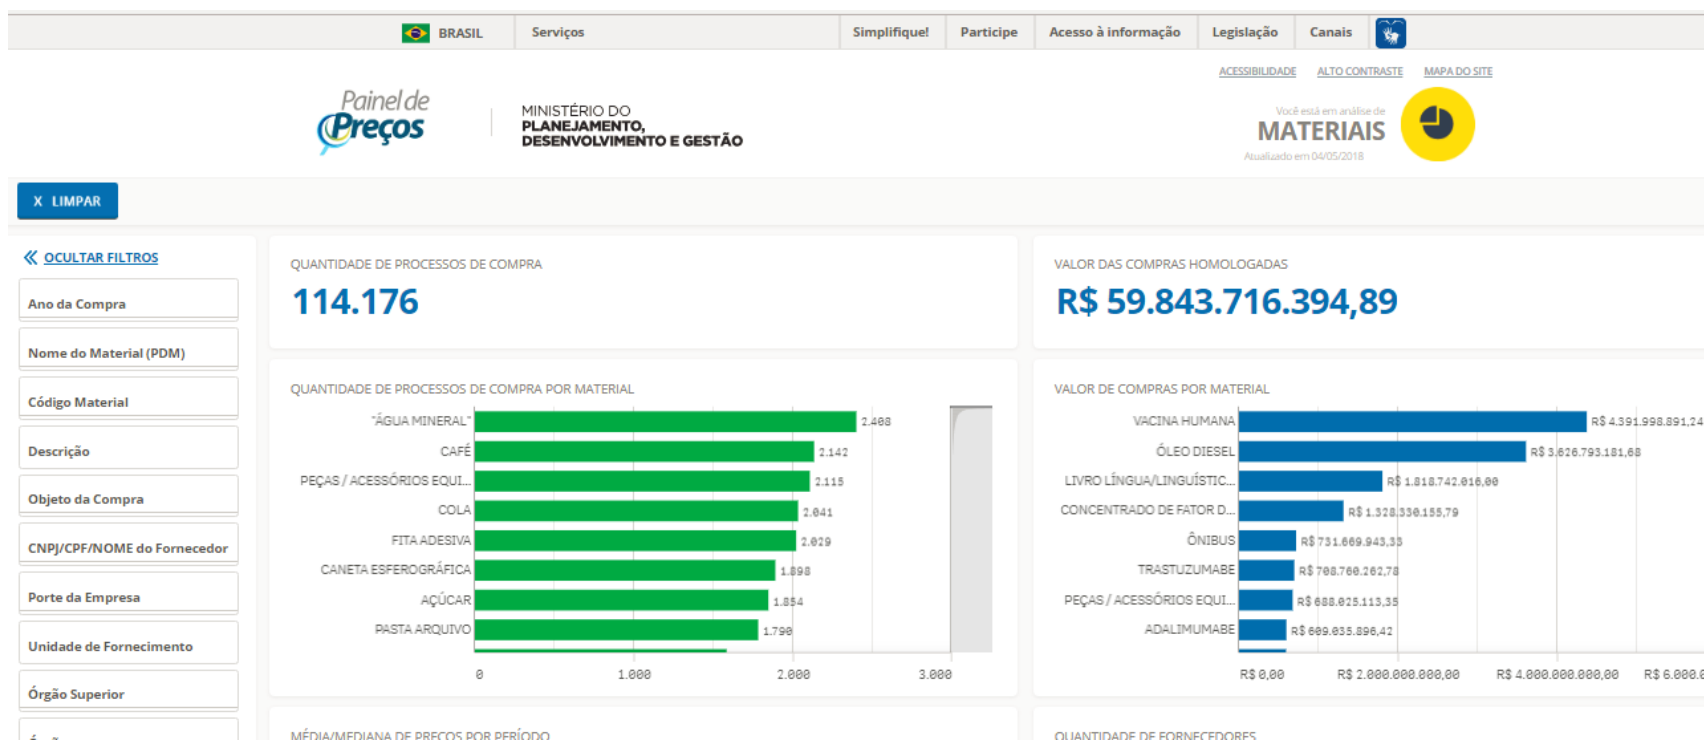 BRASIL
Serviços
Simplifique!
Participe
Acesso à informação
Legislação
Canais
ACESSIBILIDADE
ALTO CONTRASTE
MAPA DO SITE
Painel de
Preços
MINISTÉRIO DO
PLANEJAMENTO,
DESENVOLVIMENTO E GESTÃO
Você está em análise de
MATERIAIS
Atualizado em 04/05/2018
X LIMPAR
OCULTAR FILTROS
Ano da Compra
Nome do Material (PDM)
Código Material
Descrição
Objeto da Compra
CNPJ/CPF/NOME do Fornecedor
Porte da Empresa
Unidade de Fornecimento
Órgão Superior
QUANTIDADE DE PROCESSOS DE COMPRA
114.176
VALOR DAS COMPRAS HOMOLOGADAS
R$ 59.843.716.394,89
QUANTIDADE DE PROCESSOS DE COMPRA POR MATERIAL
"ÁGUA MINERAL" 2.408
CAFÉ 2.142
PEÇAS / ACESSÓRIOS EQUI... 2.115
COLA 2.041
FITA ADESIVA 2.029
CANETA ESFEROGRÁFICA 1.898
AÇÚCAR 1.854
PASTA ARQUIVO 1.790
0 1.000 2.000 3.000
VALOR DE COMPRAS POR MATERIAL
VACINA HUMANA R$ 4.391.998.891,24
ÓLEO DIESEL R$ 3.626.793.181,68
LIVRO LÍNGUA/LINGUÍSTIC... R$ 1.818.742.016,00
CONCENTRADO DE FATOR D... R$ 1.328.330.155,79
ÔNIBUS R$ 731.669.943,33
TRASTUZUMABE R$ 708.760.262,78
PEÇAS / ACESSÓRIOS EQUI... R$ 688.025.113,35
ADALIMUMABE R$ 609.035.896,42
R$ 0,00 R$ 2.000.000.000,00 R$ 4.000.000.000,00 R$ 6.000.0
MÉDIA/MEDIANA DE PREÇOS POR PERÍODO
QUANTIDADE DE FORNECEDORES